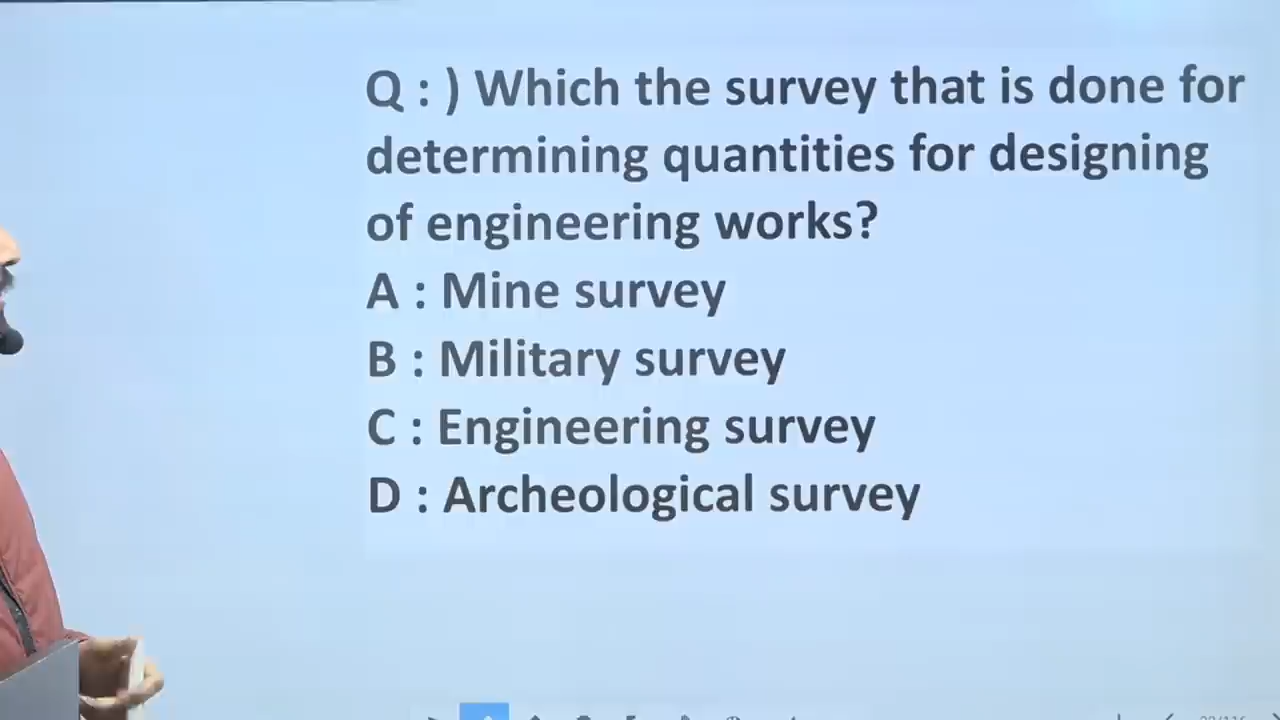 Q : ) Which the survey that is done for
determining quantities for designing
of engineering works?
A : Mine survey
B : Military survey
C : Engineering survey
D : Archeological survey